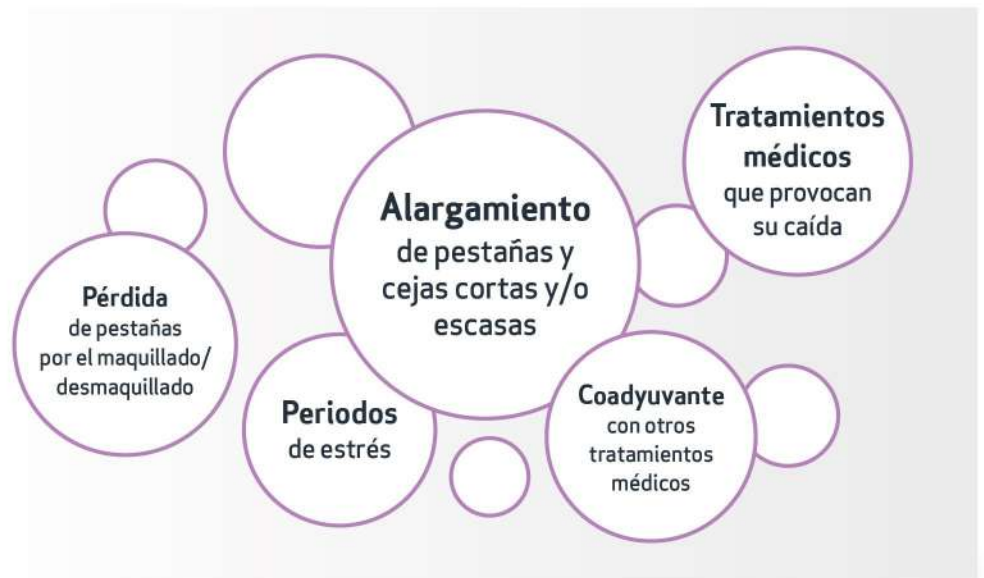 Alargamiento
de pestañas y
cejas cortas y/o
escasas
Tratamientos
médicos
que provocan
su caída
Pérdida
de pestañas
por el maquillado/
desmaquillado
Periodos
de estrés
Coadyuvante
con otros
tratamientos
médicos